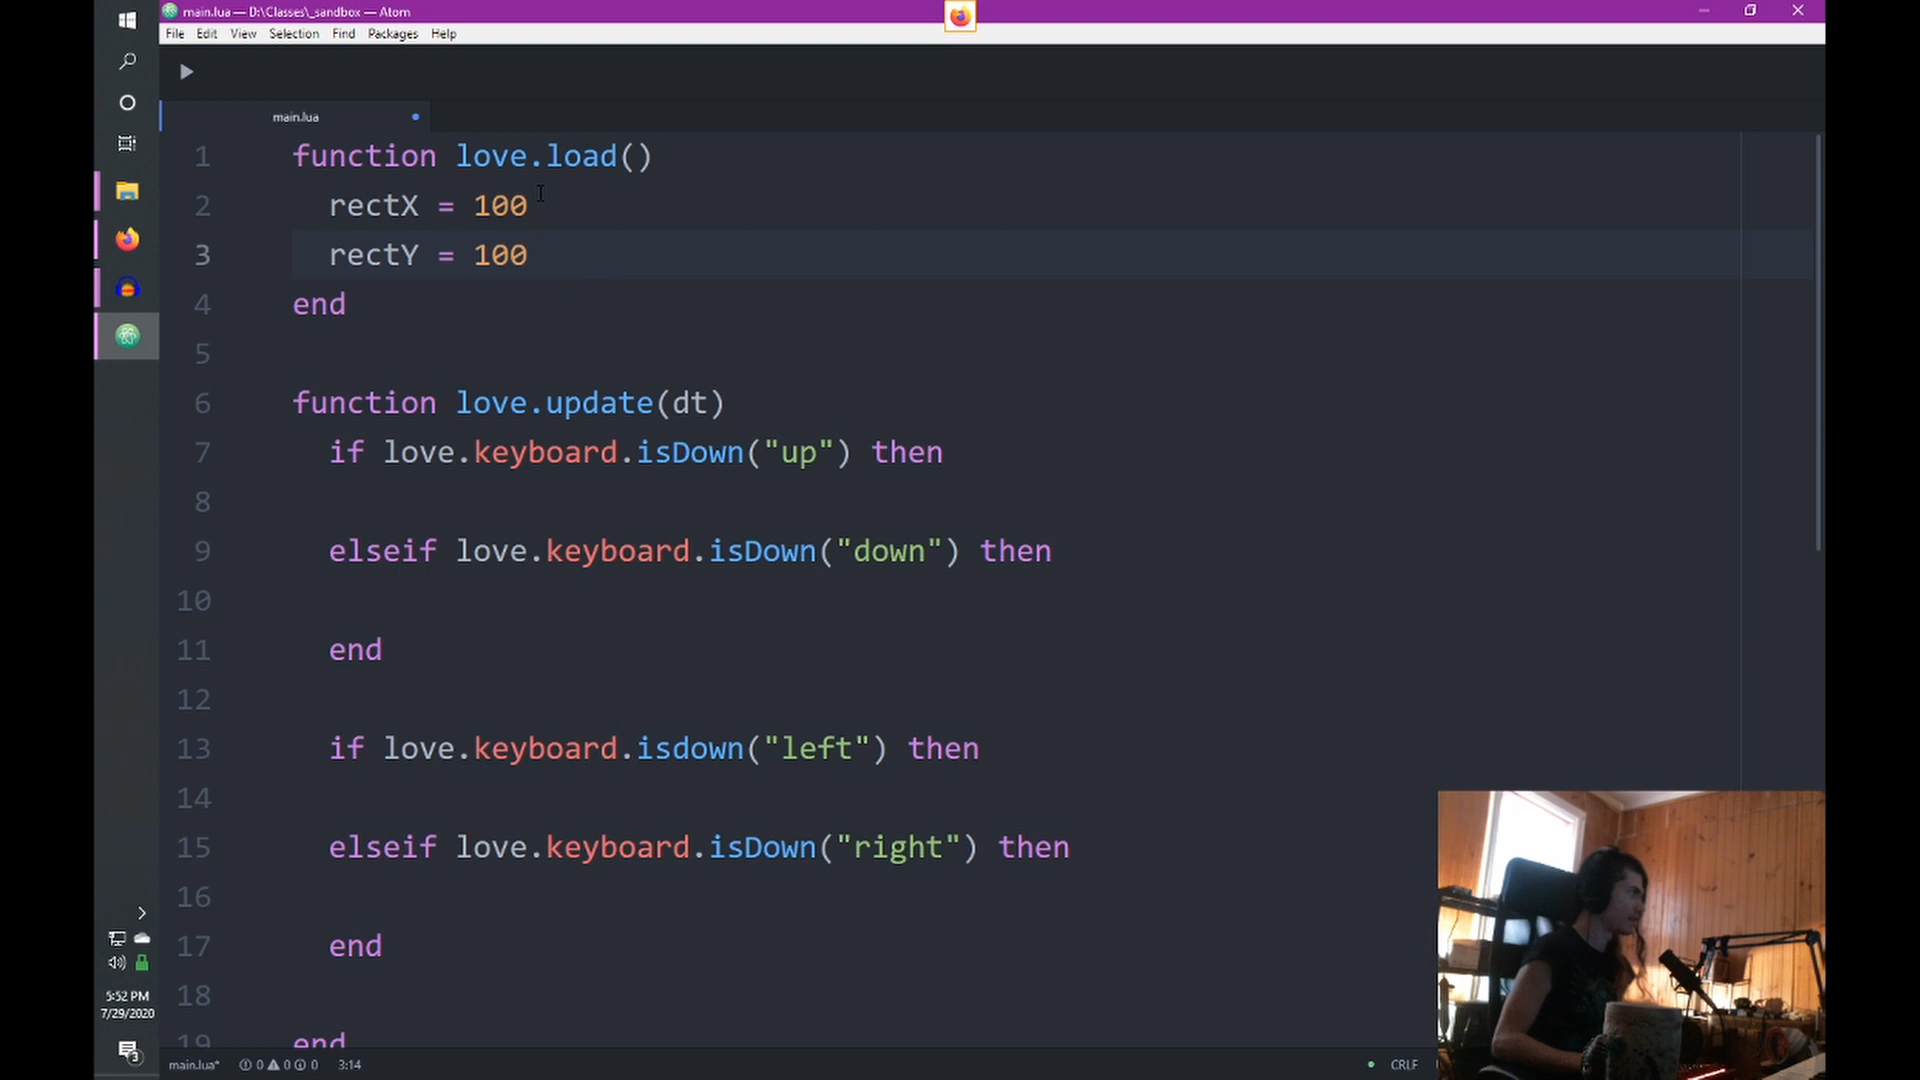 main.lua — D:\Classes\_sandbox — Atom
File Edit View Selection Find Packages Help
main.lua
1 function love.load()
2 rectX = 100
3 rectY = 100
4 end
5
6 function love.update(dt)
7 if love.keyboard.isDown("up") then
8
9 elseif love.keyboard.isDown("down") then
10
11 end
12
13 if love.keyboard.isdown("left") then
14
15 elseif love.keyboard.isDown("right") then
16
17 end
18
19 end
5:52 PM
7/29/2020
3
main.lua* 0 0 0 3:14 CRLF